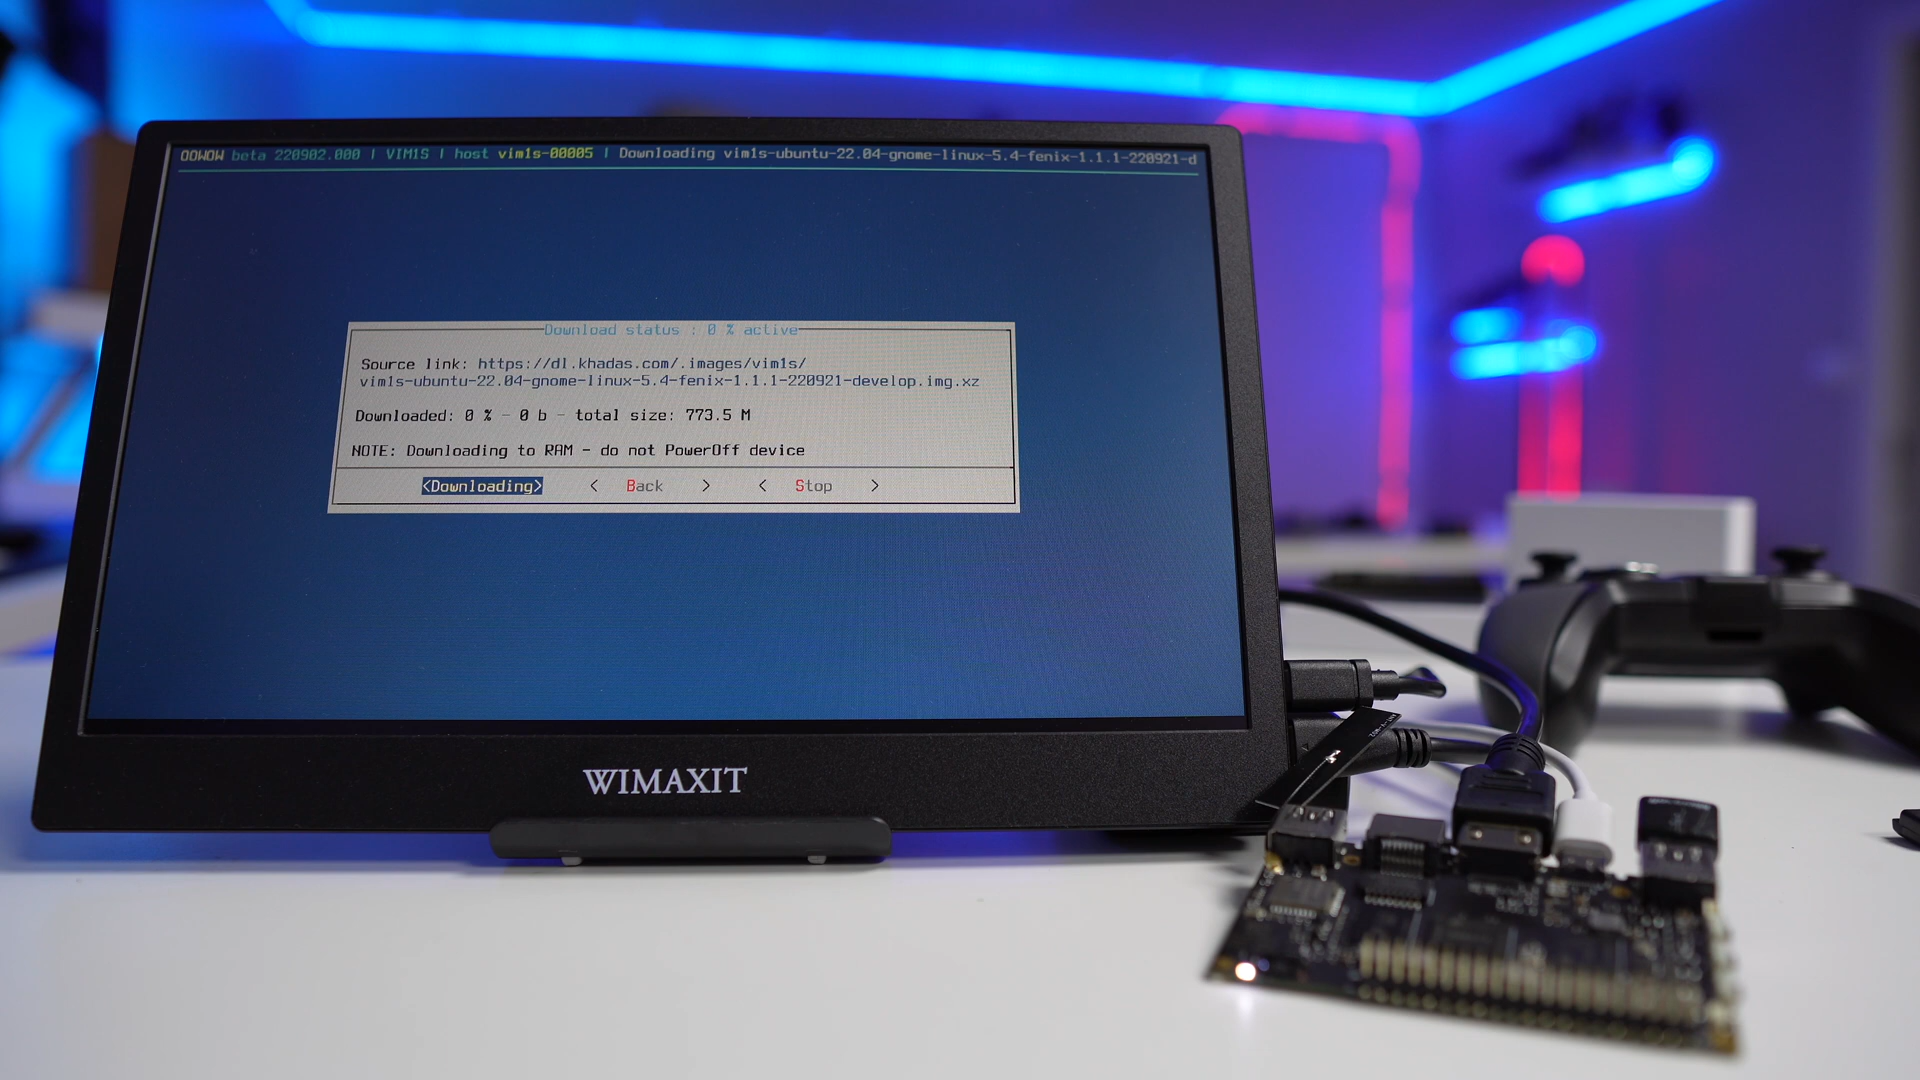 OOWOW beta 220902.000 | VIM1S | host vim1s-00005 | Downloading vim1s-ubuntu-22.04-gnome-linux-5.4-fenix-1.1.1-220921-d
Download status : 0 % active
Source link: https://dl.khadas.com/.images/vim1s/
vim1s-ubuntu-22.04-gnome-linux-5.4-fenix-1.1.1-220921-develop.img.xz
Downloaded: 0 % - 0 b - total size: 773.5 M
NOTE: Downloading to RAM - do not PowerOff device
<Downloading> < Back > < Stop >
WIMAXIT